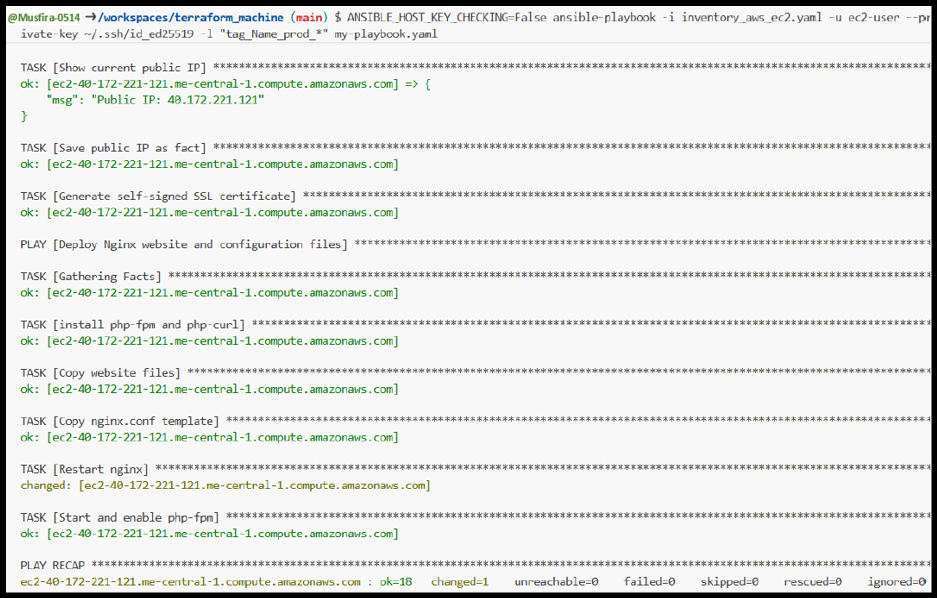 @Musfira-0514 ➜/workspaces/terraform_machine (main) $ ANSIBLE_HOST_KEY_CHECKING=False ansible-playbook -i inventory_aws_ec2.yaml -u ec2-user --pr
ivate-key ~/.ssh/id_ed25519 -l "tag_Name_prod_*" my-playbook.yaml
TASK [Show current public IP] ******************************************************************************************
ok: [ec2-40-172-221-121.me-central-1.compute.amazonaws.com] => {
    "msg": "Public IP: 40.172.221.121"
}
TASK [Save public IP as fact] ******************************************************************************************
ok: [ec2-40-172-221-121.me-central-1.compute.amazonaws.com]
TASK [Generate self-signed SSL certificate] ****************************************************************************
ok: [ec2-40-172-221-121.me-central-1.compute.amazonaws.com]
PLAY [Deploy Nginx website and configuration files] ********************************************************************
TASK [Gathering Facts] *************************************************************************************************
ok: [ec2-40-172-221-121.me-central-1.compute.amazonaws.com]
TASK [install php-fpm and php-curl] ************************************************************************************
ok: [ec2-40-172-221-121.me-central-1.compute.amazonaws.com]
TASK [Copy website files] **********************************************************************************************
ok: [ec2-40-172-221-121.me-central-1.compute.amazonaws.com]
TASK [Copy nginx.conf template] ****************************************************************************************
ok: [ec2-40-172-221-121.me-central-1.compute.amazonaws.com]
TASK [Restart nginx] ***************************************************************************************************
changed: [ec2-40-172-221-121.me-central-1.compute.amazonaws.com]
TASK [Start and enable php-fpm] ****************************************************************************************
ok: [ec2-40-172-221-121.me-central-1.compute.amazonaws.com]
PLAY RECAP *************************************************************************************************************
ec2-40-172-221-121.me-central-1.compute.amazonaws.com : ok=18   changed=1    unreachable=0    failed=0    skipped=0    rescued=0    ignored=0